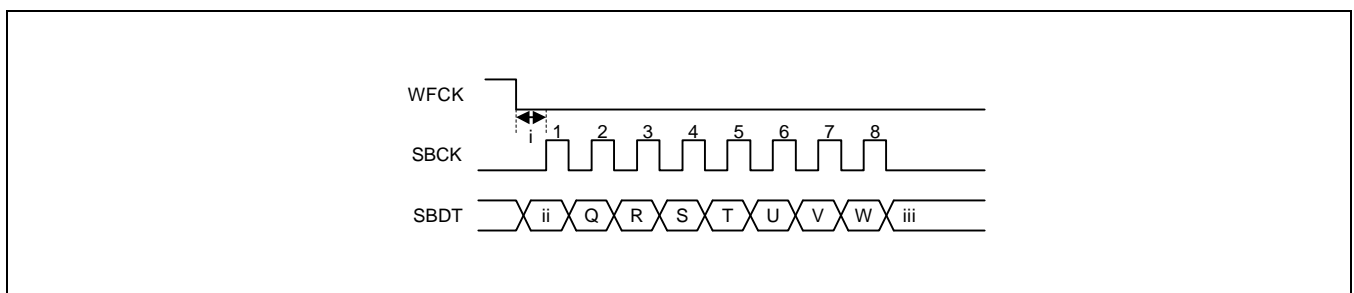 WFCK
i
1 2 3 4 5 6 7 8
SBCK
SBDT ii Q R S T U V W iii